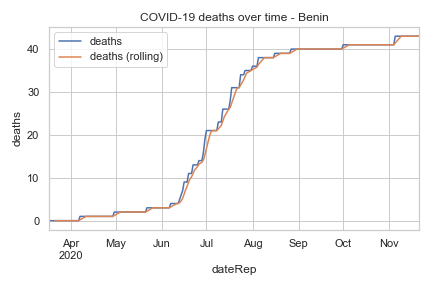 COVID-19 deaths over time - Benin
deaths
deaths (rolling)
deaths
40
30
20
10
0
Apr
2020
May
Jun
Jul
Aug
Sep
Oct
Nov
dateRep